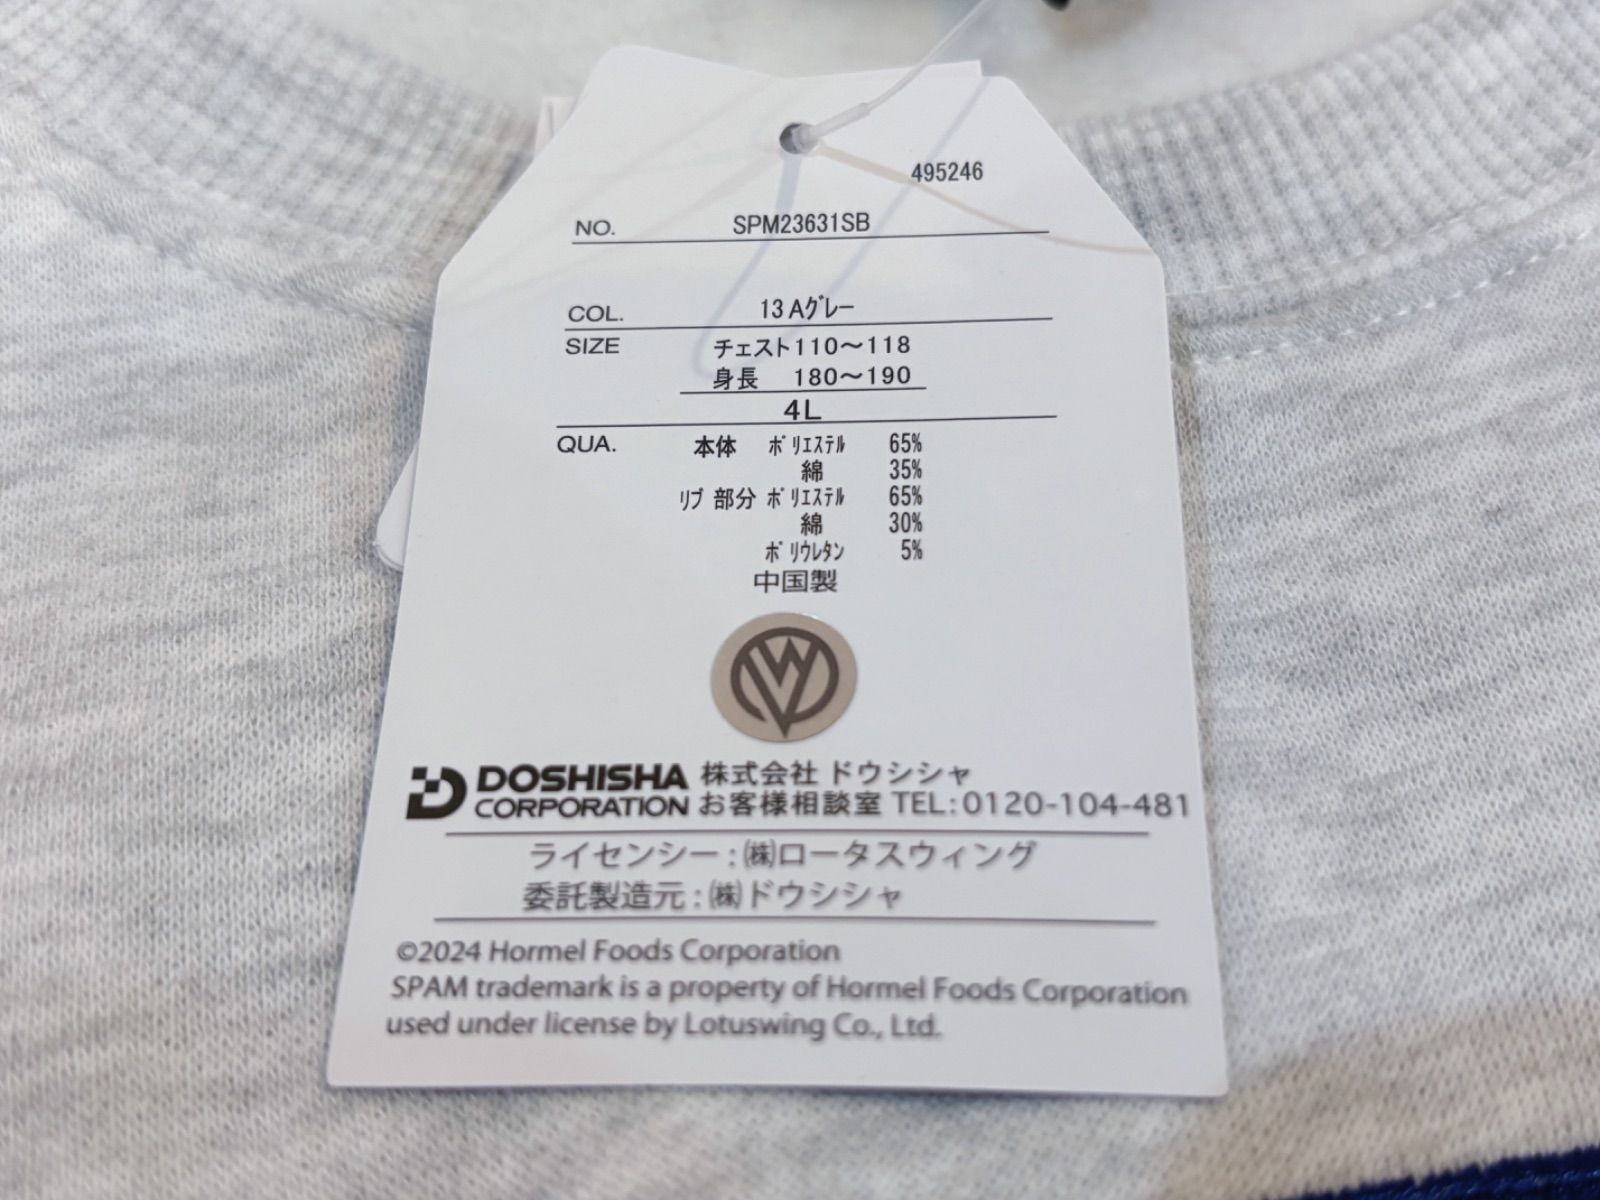 495246
NO. SPM23631SB
COL. 13 Aグレー
SIZE チェスト110〜118
身長 180〜190
4L
QUA. 本体 ポリエステル 65%
綿 35%
リブ 部分 ポリエステル 65%
綿 30%
ポリウレタン 5%
中国製
DOSHISHA CORPORATION 株式会社 ドウシシャ
お客様相談室 TEL:0120-104-481
ライセンシー:㈱ロータスウィング
委託製造元:㈱ドウシシャ
©2024 Hormel Foods Corporation
SPAM trademark is a property of Hormel Foods Corporation
used under license by Lotuswing Co., Ltd.